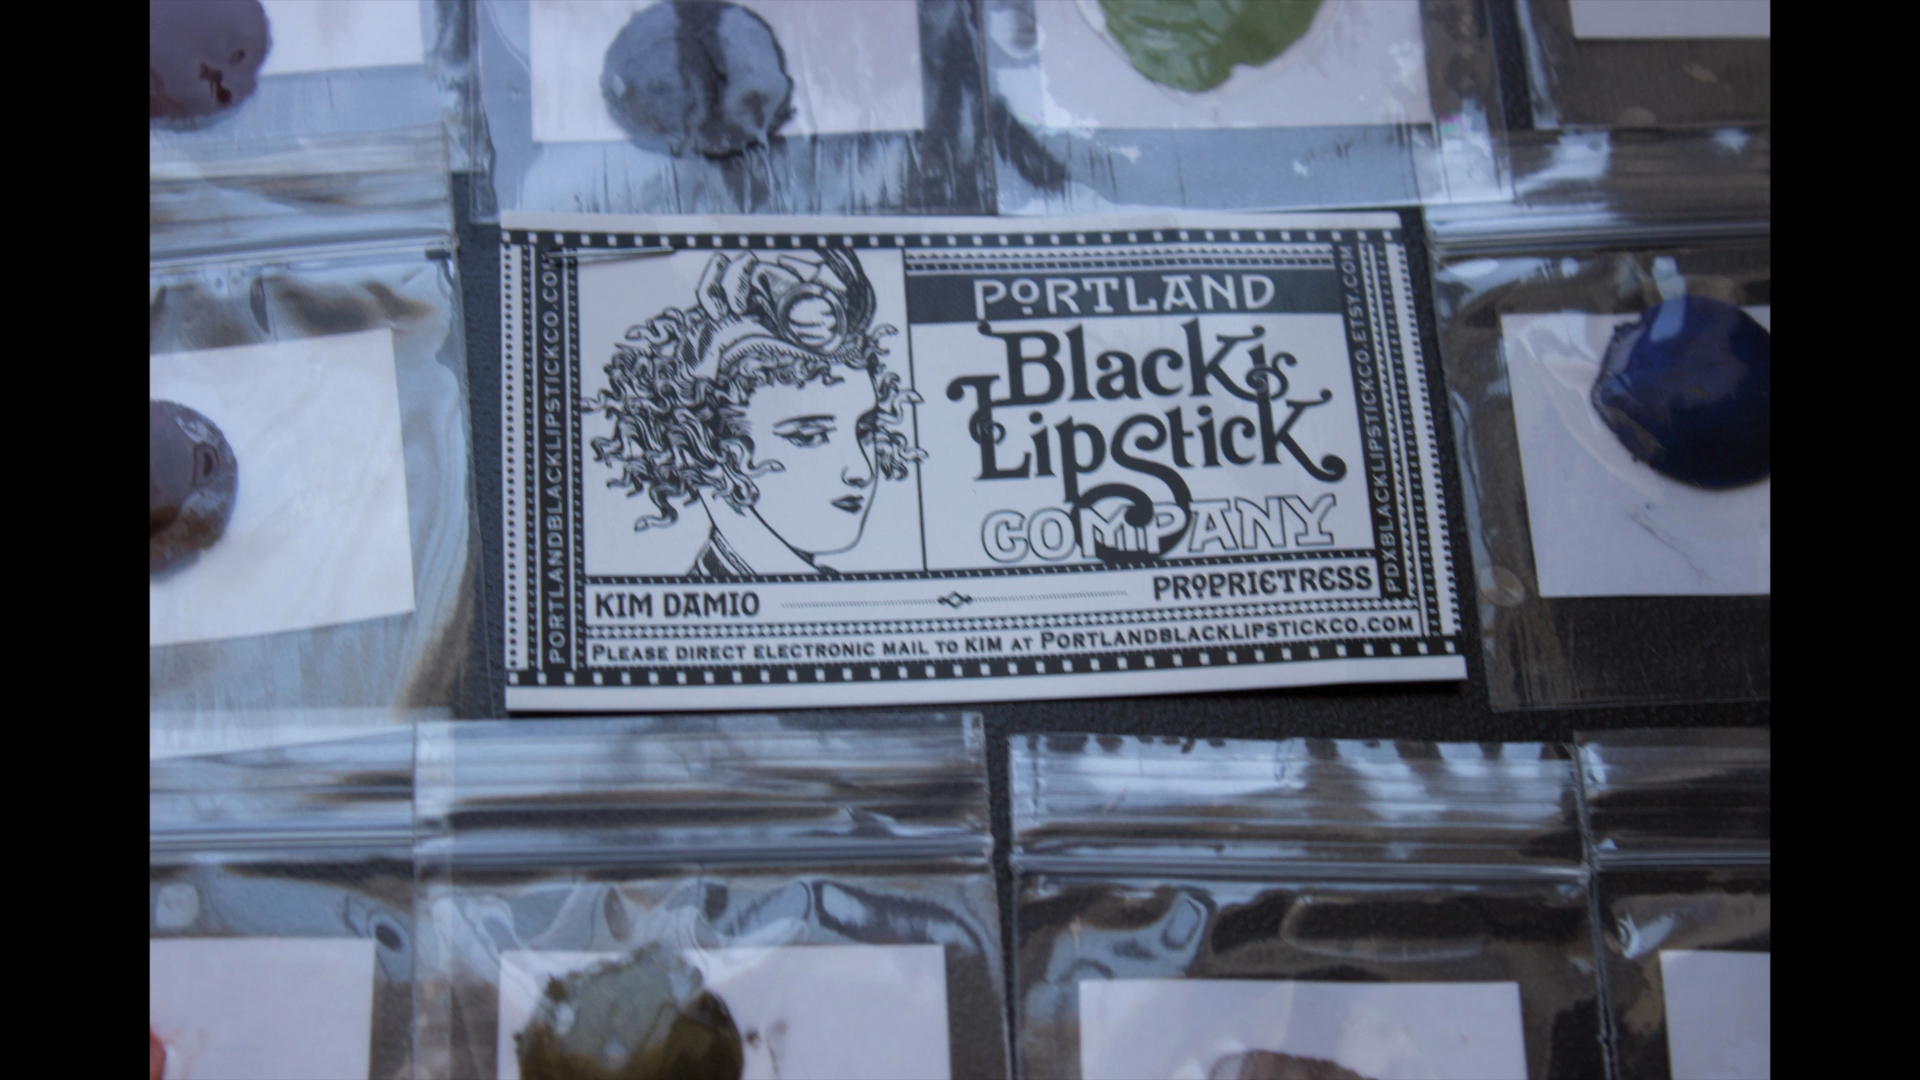 PORTLANDBLACKLIPSTICKCO.COM
PORTLAND
Black
Lipstick
COMPANY
PDXBLACKLIPSTICKCO.ETSY.COM
KIM DAMIO
PROPRIETRESS
PLEASE DIRECT ELECTRONIC MAIL TO KIM AT PORTLANDBLACKLIPSTICKCO.COM